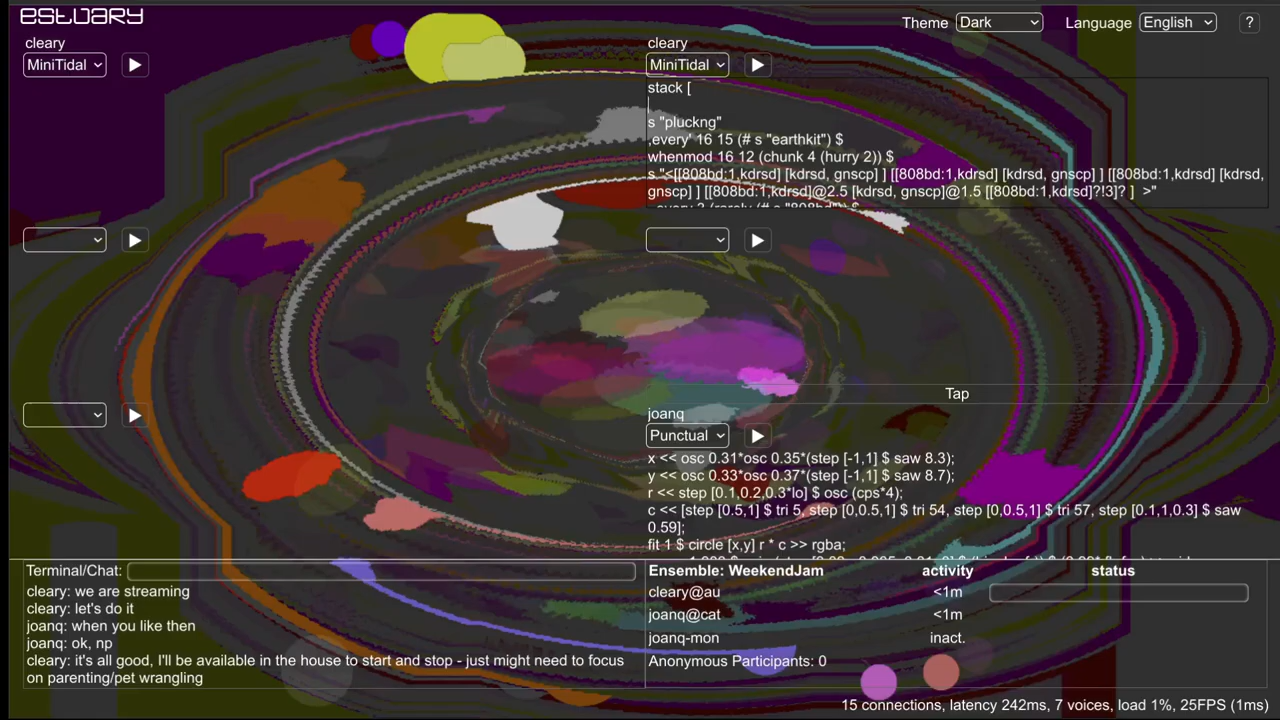 estuary
Theme Dark Language English ?
cleary
MiniTidal
cleary
MiniTidal
stack [
s "pluckng"
,every' 16 15 (# s "earthkit") $
whenmod 16 12 (chunk 4 (hurry 2)) $
s "<[[808bd:1,kdrsd] [kdrsd, gnscp] ] [[808bd:1,kdrsd] [kdrsd, gnscp] ] [[808bd:1,kdrsd] [kdrsd,
gnscp] ] [[808bd:1,kdrsd]@2.5 [kdrsd, gnscp]@1.5 [[808bd:1,kdrsd]?!3]? ] >"
Tap
joanq
Punctual
x << osc 0.31*osc 0.35*(step [-1,1] $ saw 8.3);
y << osc 0.33*osc 0.37*(step [-1,1] $ saw 8.7);
r << step [0.1,0.2,0.3*lo] $ osc (cps*4);
c << [step [0.5,1] $ tri 5, step [0,0.5,1] $ tri 54, step [0,0.5,1] $ tri 57, step [0.1,1,0.3] $ saw
0.59];
fit 1 $ circle [x,y] r * c >> rgba;
Terminal/Chat:
cleary: we are streaming
cleary: let's do it
joanq: when you like then
joanq: ok, np
cleary: it's all good, I'll be available in the house to start and stop - just might need to focus
on parenting/pet wrangling
Ensemble: WeekendJam activity status
cleary@au <1m
joanq@cat <1m
joanq-mon inact.
Anonymous Participants: 0
15 connections, latency 242ms, 7 voices, load 1%, 25FPS (1ms)